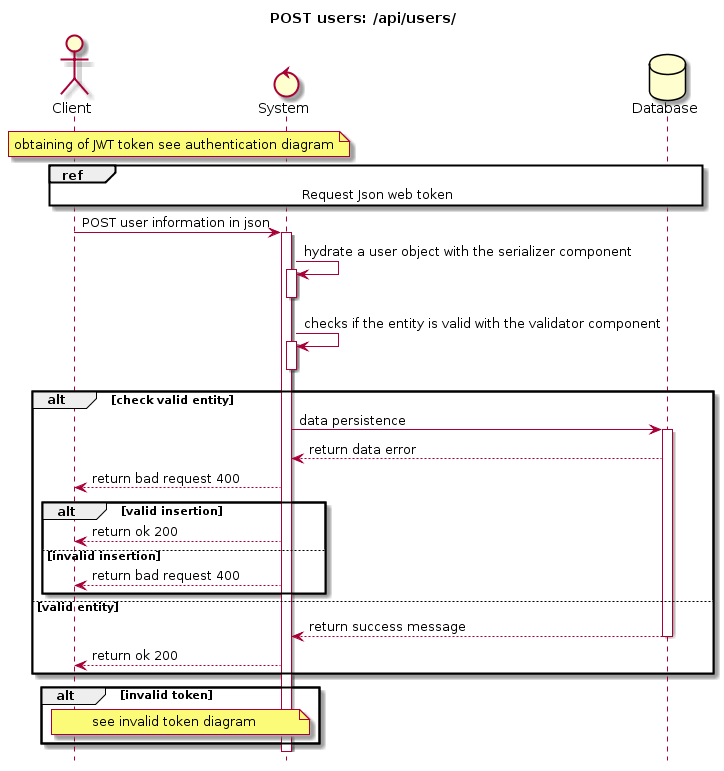 POST users: /api/users/
Client
System
Database
obtaining of JWT token see authentication diagram
ref
Request Json web token
POST user information in json
hydrate a user object with the serializer component
checks if the entity is valid with the validator component
alt [check valid entity]
data persistence
return data error
return bad request 400
alt [valid insertion]
return ok 200
[invalid insertion]
return bad request 400
[valid entity]
return success message
return ok 200
alt [invalid token]
see invalid token diagram